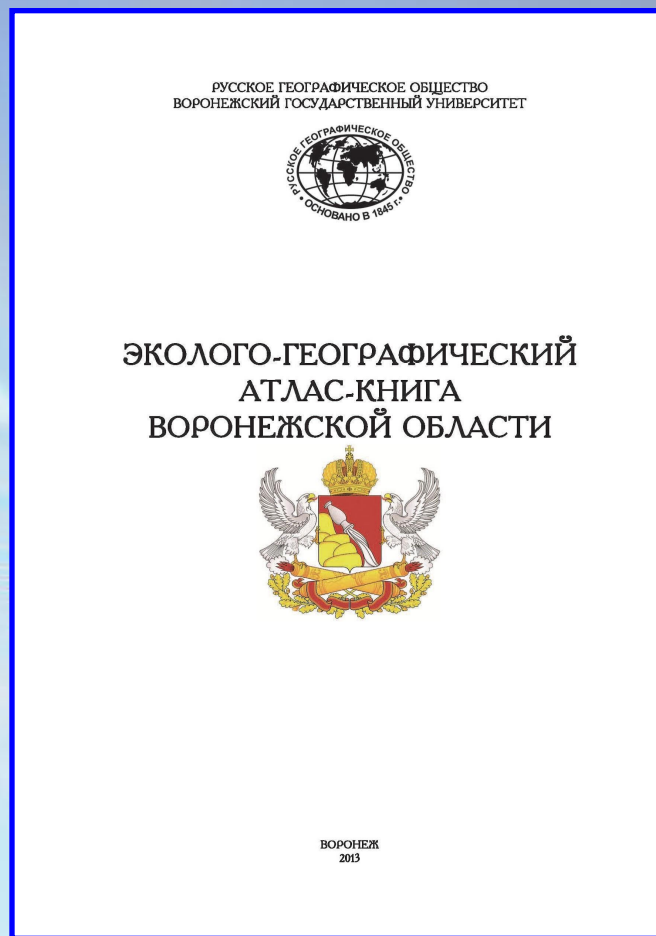 РУССКОЕ ГЕОГРАФИЧЕСКОЕ ОБЩЕСТВО
ВОРОНЕЖСКИЙ ГОСУДАРСТВЕННЫЙ УНИВЕРСИТЕТ
РУССКОЕ ГЕОГРАФИЧЕСКОЕ ОБЩЕСТВО
• ОСНОВАНО В 1845 г. •
ЭКОЛОГО-ГЕОГРАФИЧЕСКИЙ
АТЛАС-КНИГА
ВОРОНЕЖСКОЙ ОБЛАСТИ
ВОРОНЕЖ
2013